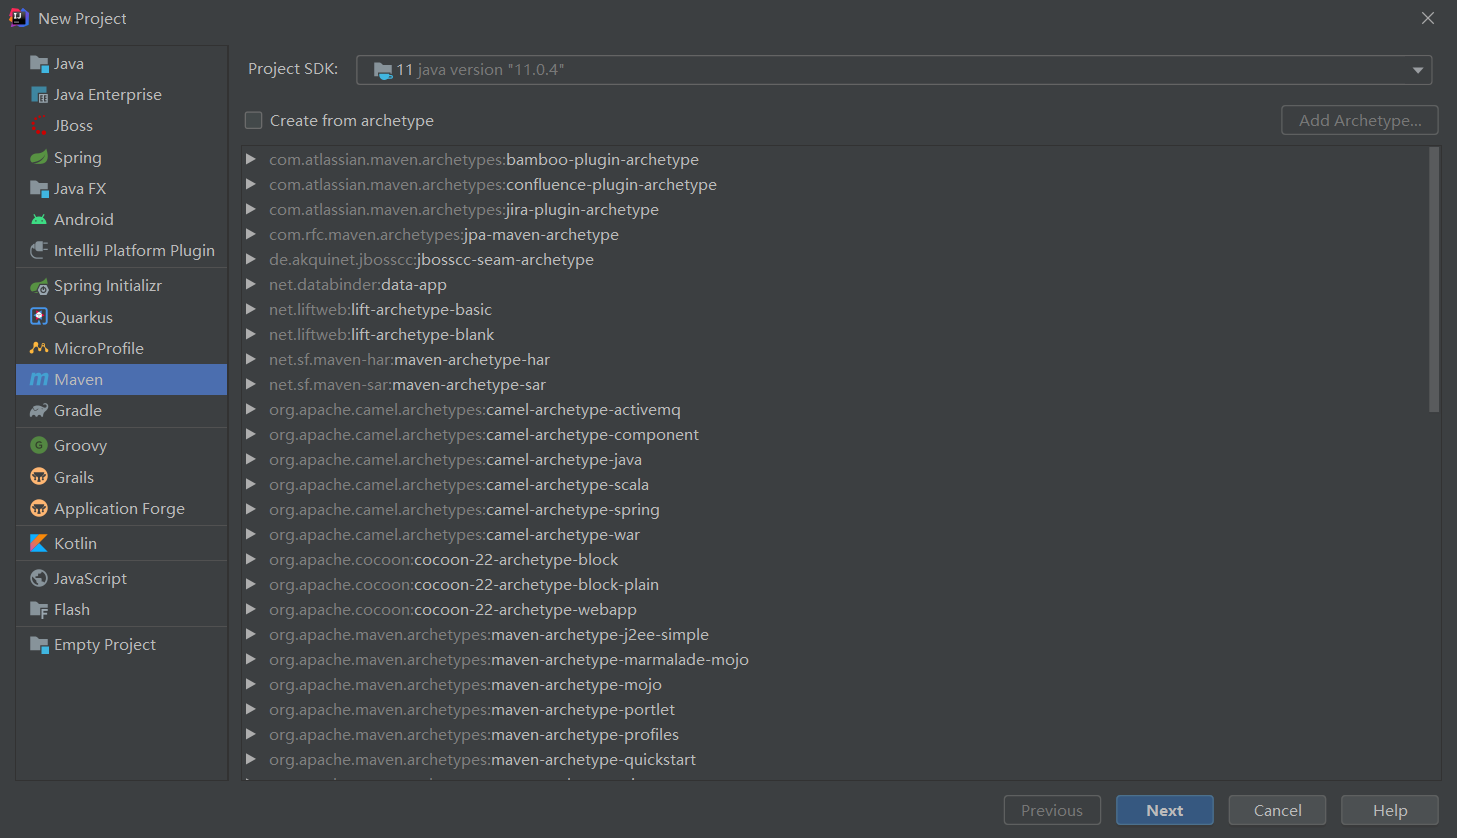 New Project
Java
Java Enterprise
JBoss
Spring
Java FX
Android
IntelliJ Platform Plugin
Spring Initializr
Quarkus
MicroProfile
Maven
Gradle
Groovy
Grails
Application Forge
Kotlin
JavaScript
Flash
Empty Project
Project SDK: 11 java version "11.0.4"
Create from archetype Add Archetype...
com.atlassian.maven.archetypes:bamboo-plugin-archetype
com.atlassian.maven.archetypes:confluence-plugin-archetype
com.atlassian.maven.archetypes:jira-plugin-archetype
com.rfc.maven.archetypes:jpa-maven-archetype
de.akquinet.jbosscc:jbosscc-seam-archetype
net.databinder:data-app
net.liftweb:lift-archetype-basic
net.liftweb:lift-archetype-blank
net.sf.maven-har:maven-archetype-har
net.sf.maven-sar:maven-archetype-sar
org.apache.camel.archetypes:camel-archetype-activemq
org.apache.camel.archetypes:camel-archetype-component
org.apache.camel.archetypes:camel-archetype-java
org.apache.camel.archetypes:camel-archetype-scala
org.apache.camel.archetypes:camel-archetype-spring
org.apache.camel.archetypes:camel-archetype-war
org.apache.cocoon:cocoon-22-archetype-block
org.apache.cocoon:cocoon-22-archetype-block-plain
org.apache.cocoon:cocoon-22-archetype-webapp
org.apache.maven.archetypes:maven-archetype-j2ee-simple
org.apache.maven.archetypes:maven-archetype-marmalade-mojo
org.apache.maven.archetypes:maven-archetype-mojo
org.apache.maven.archetypes:maven-archetype-portlet
org.apache.maven.archetypes:maven-archetype-profiles
org.apache.maven.archetypes:maven-archetype-quickstart
Previous Next Cancel Help